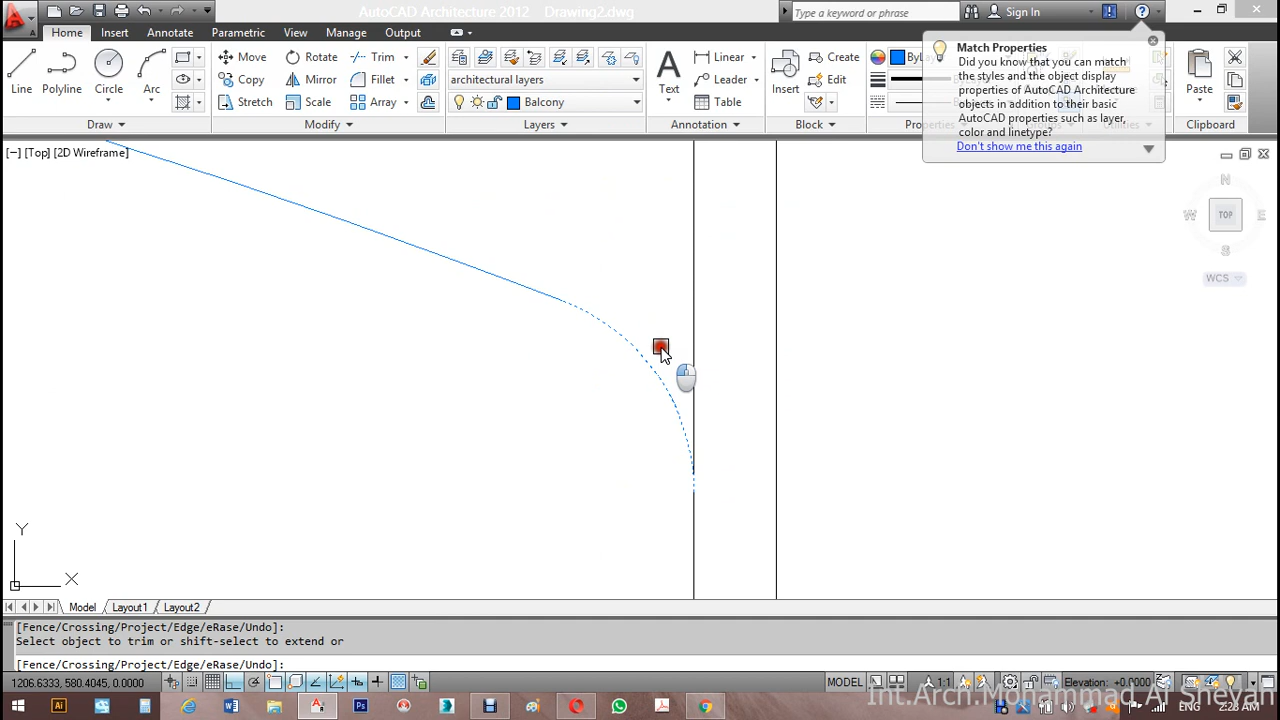 AutoCAD Architecture 2012    Drawing2.dwg
Type a keyword or phrase
Sign In
Home
Insert
Annotate
Parametric
View
Manage
Output
Line
Polyline
Circle
Arc
Draw
Move
Copy
Stretch
Rotate
Mirror
Scale
Trim
Fillet
Array
Modify
architectural layers
Balcony
Layers
Text
Linear
Leader
Table
Annotation
Insert
Create
Edit
Block
Paste
Clipboard
Match Properties
Did you know that you can match
the styles and the object display
properties of AutoCAD Architecture
objects in addition to their basic
AutoCAD properties such as layer,
color and linetype?
Don't show me this again
[−] [Top] [2D Wireframe]
N
W
TOP
E
S
WCS
Y
X
Model
Layout1
Layout2
[Fence/Crossing/Project/Edge/eRase/Undo]:
Select object to trim or shift-select to extend or
[Fence/Crossing/Project/Edge/eRase/Undo]:
1206.6333, 580.4045, 0.0000
MODEL
1:1
Elevation: +0.0000
Int.Arch.Mohammad Al Sheyah
ENG